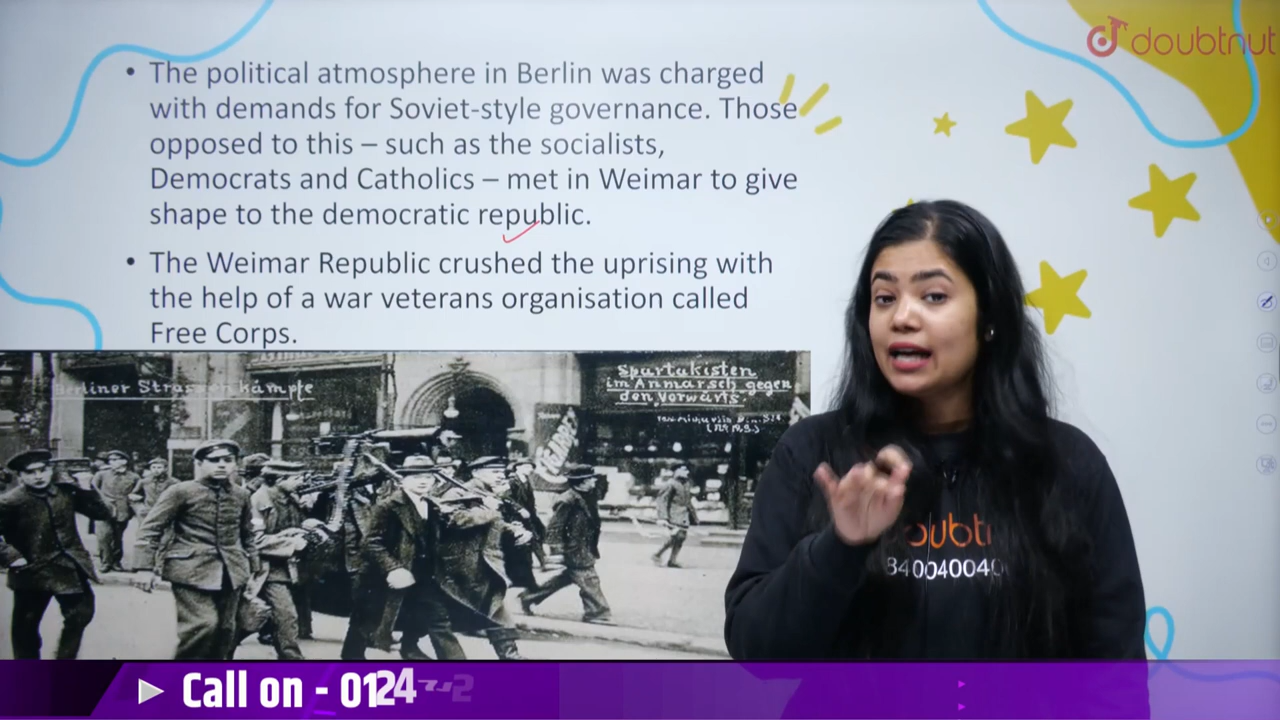 doubtnut
• The political atmosphere in Berlin was charged
with demands for Soviet-style governance. Those
opposed to this – such as the socialists,
Democrats and Catholics – met in Weimar to give
shape to the democratic republic.
• The Weimar Republic crushed the uprising with
the help of a war veterans organisation called
Free Corps.
Berliner Strassenkämpfe
Spartakisten
im Anmarsch gegen
den „Vorwärts“.
doubtn
840040040
Call on - 0124